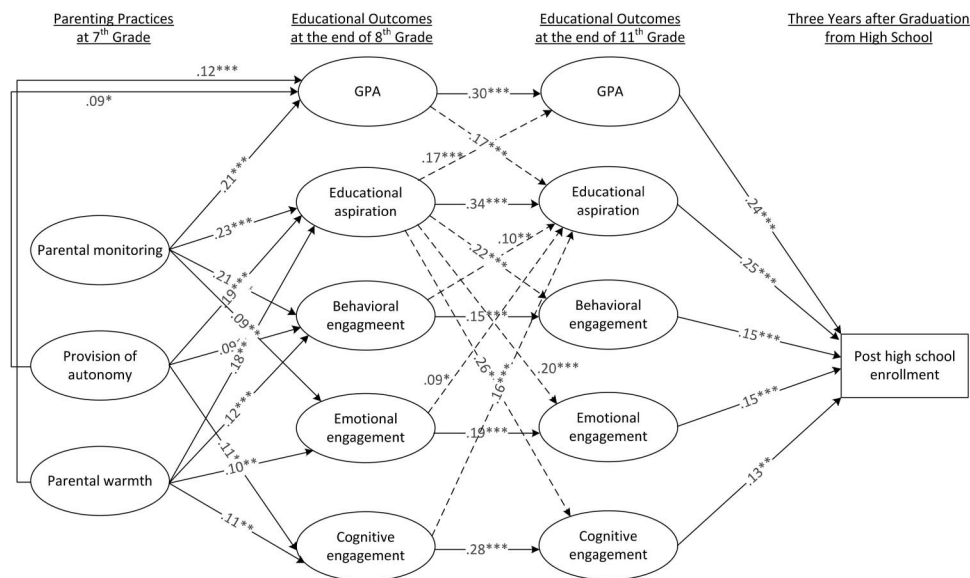 Parenting Practices
at 7th Grade
Educational Outcomes
at the end of 8th Grade
Educational Outcomes
at the end of 11th Grade
Three Years after Graduation
from High School
.12***
.09*
GPA
.30***
GPA
.17***
.17***
.21***
.24***
Educational
aspiration
.34***
Educational
aspiration
.23***
Parental monitoring
.10**
.22***
.25***
.21
.19***
Behavioral
engagmeent
.15***
Behavioral
engagement
.09**
.15***
.09
.18**
Provision of
autonomy
.26*
.20***
Post high school
enrollment
.09*
.16**
.12***
.15***
Emotional
engagement
.19***
Emotional
engagement
.11*
.10**
Parental warmth
.13**
.11**
Cognitive
engagement
.28***
Cognitive
engagement